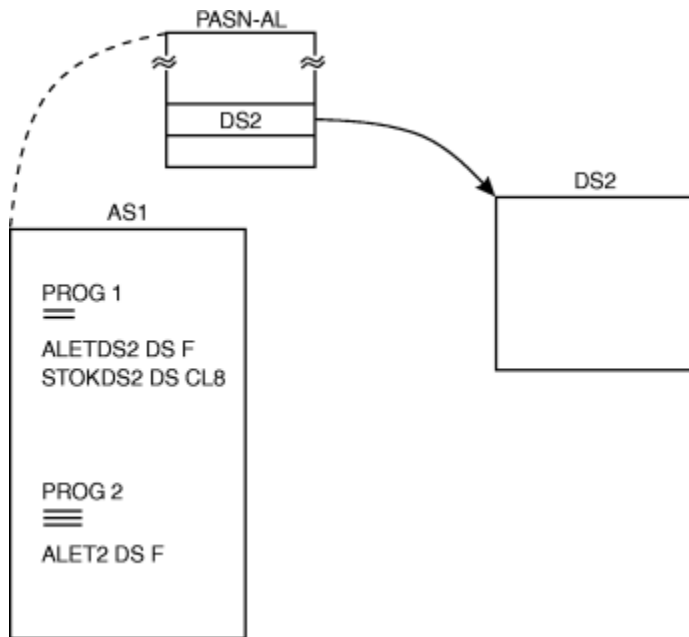 PASN-AL
DS2
DS2
AS1
PROG 1
ALETDS2 DS F
STOKDS2 DS CL8
PROG 2
ALET2 DS F